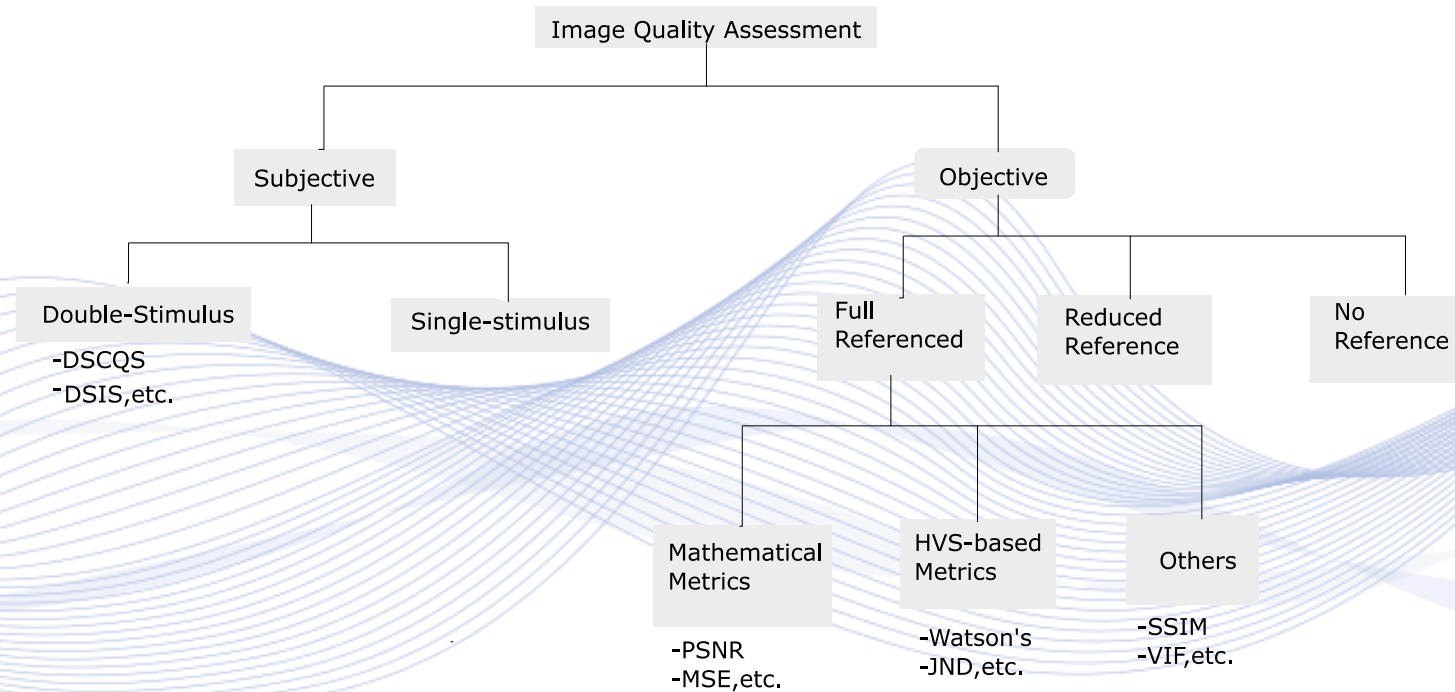 Image Quality Assessment
Subjective
Objective
Double-Stimulus
-DSCQS
-DSIS,etc.
Single-stimulus
Full
Referenced
Reduced
Reference
No
Reference
Mathematical
Metrics
-PSNR
-MSE,etc.
HVS-based
Metrics
-Watson's
-JND,etc.
Others
-SSIM
-VIF,etc.